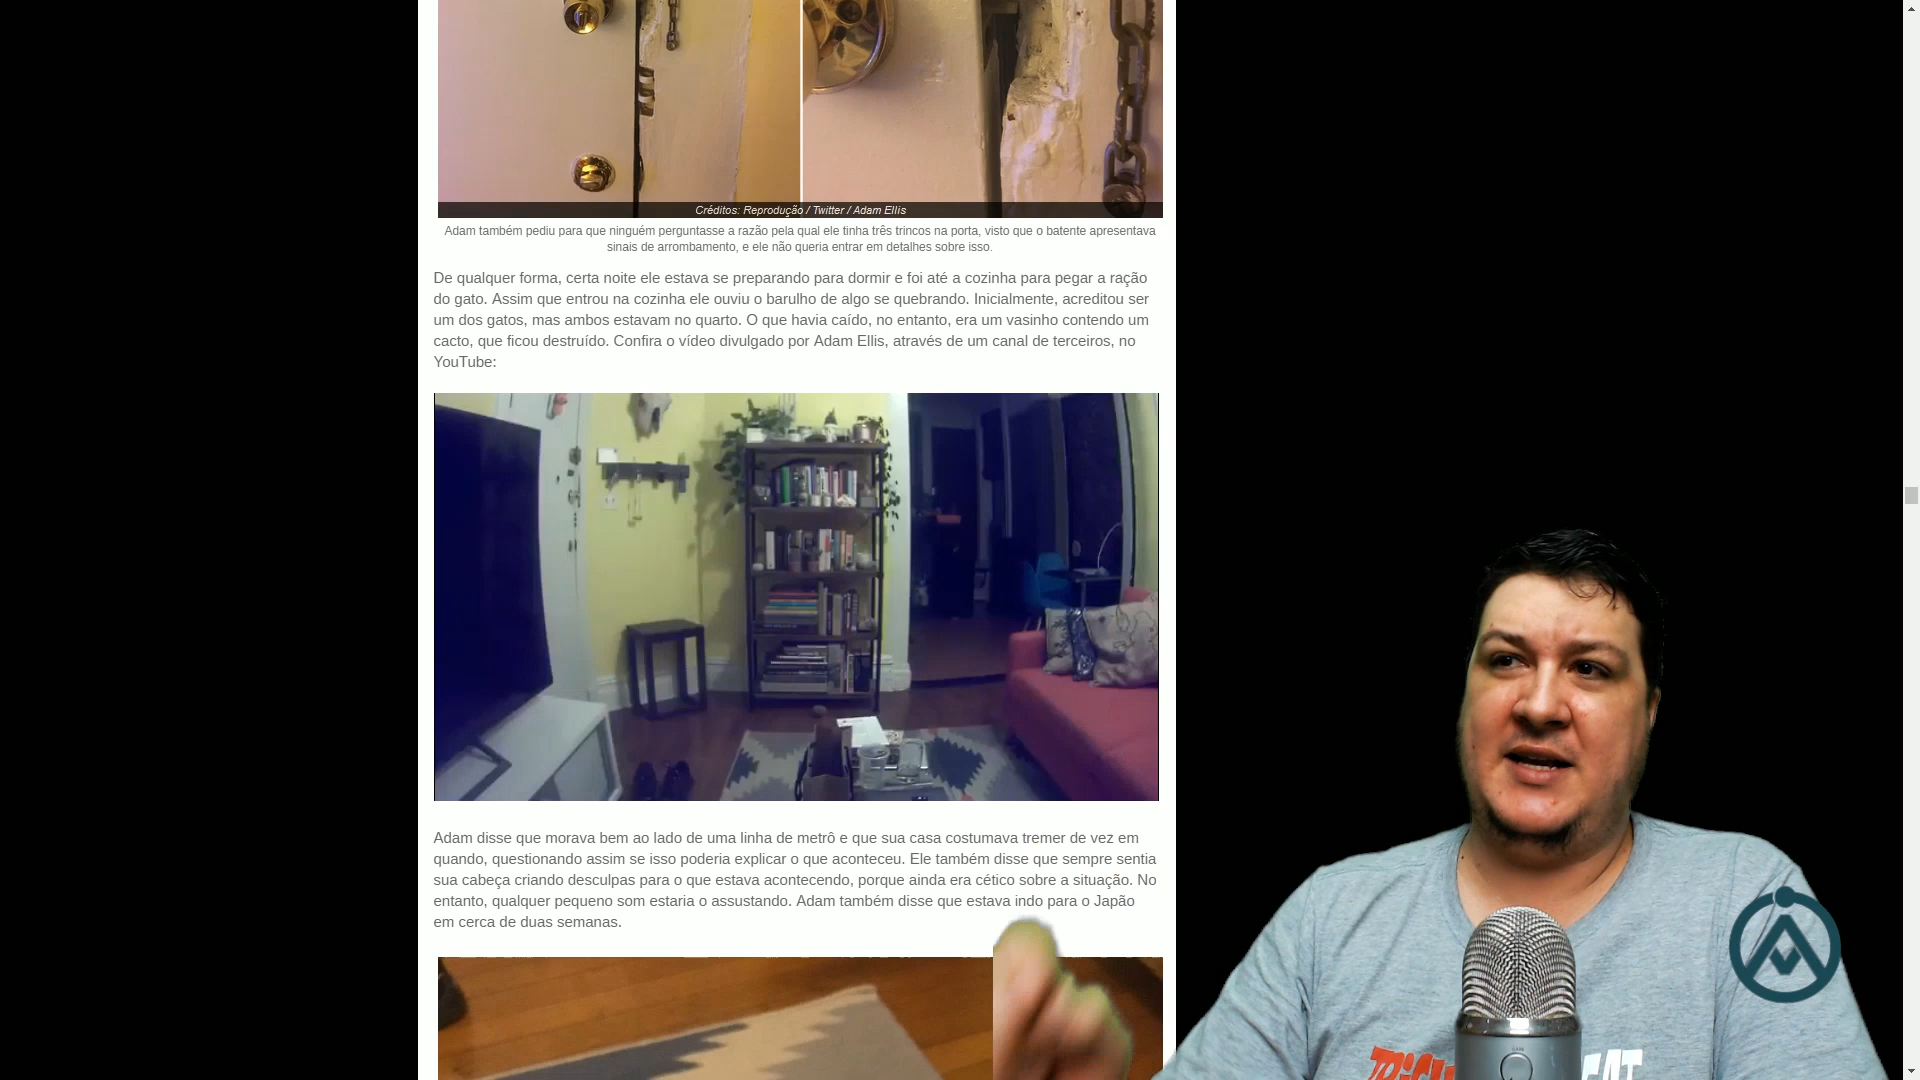 Créditos: Reprodução / Twitter / Adam Ellis
Adam também pediu para que ninguém perguntasse a razão pela qual ele tinha três trincos na porta, visto que o batente apresentava
sinais de arrombamento, e ele não queria entrar em detalhes sobre isso.
De qualquer forma, certa noite ele estava se preparando para dormir e foi até a cozinha para pegar a ração
do gato. Assim que entrou na cozinha ele ouviu o barulho de algo se quebrando. Inicialmente, acreditou ser
um dos gatos, mas ambos estavam no quarto. O que havia caído, no entanto, era um vasinho contendo um
cacto, que ficou destruído. Confira o vídeo divulgado por Adam Ellis, através de um canal de terceiros, no
YouTube:
Adam disse que morava bem ao lado de uma linha de metrô e que sua casa costumava tremer de vez em
quando, questionando assim se isso poderia explicar o que aconteceu. Ele também disse que sempre sentia
sua cabeça criando desculpas para o que estava acontecendo, porque ainda era cético sobre a situação. No
entanto, qualquer pequeno som estaria o assustando. Adam também disse que estava indo para o Japão
em cerca de duas semanas.